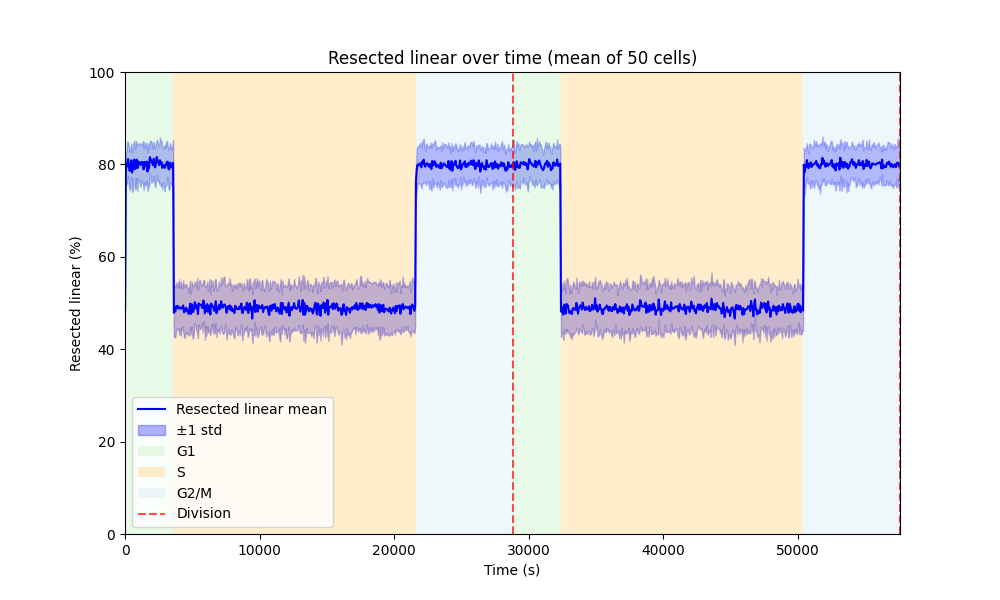 Resected linear over time (mean of 50 cells)
100
80
60
40
20
0
Resected linear (%)
Resected linear mean
±1 std
G1
S
G2/M
Division
0 10000 20000 30000 40000 50000
Time (s)